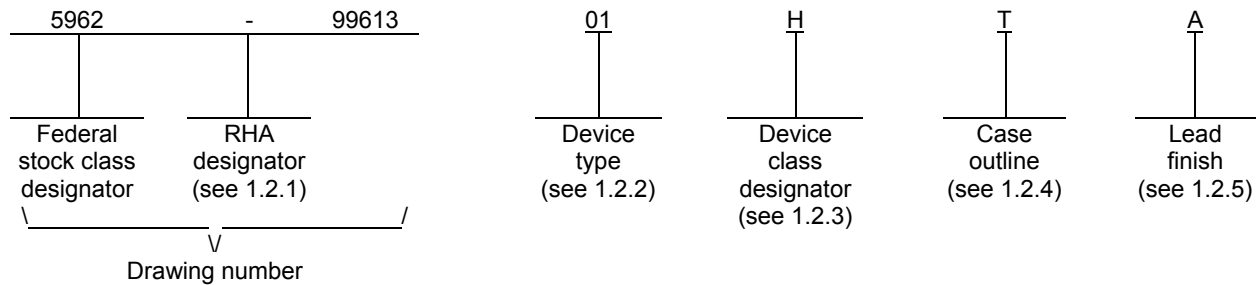 5962 - 99613 01 H T A
Federal stock class designator
RHA designator (see 1.2.1)
Device type (see 1.2.2)
Device class designator (see 1.2.3)
Case outline (see 1.2.4)
Lead finish (see 1.2.5)
\ /
\/
Drawing number